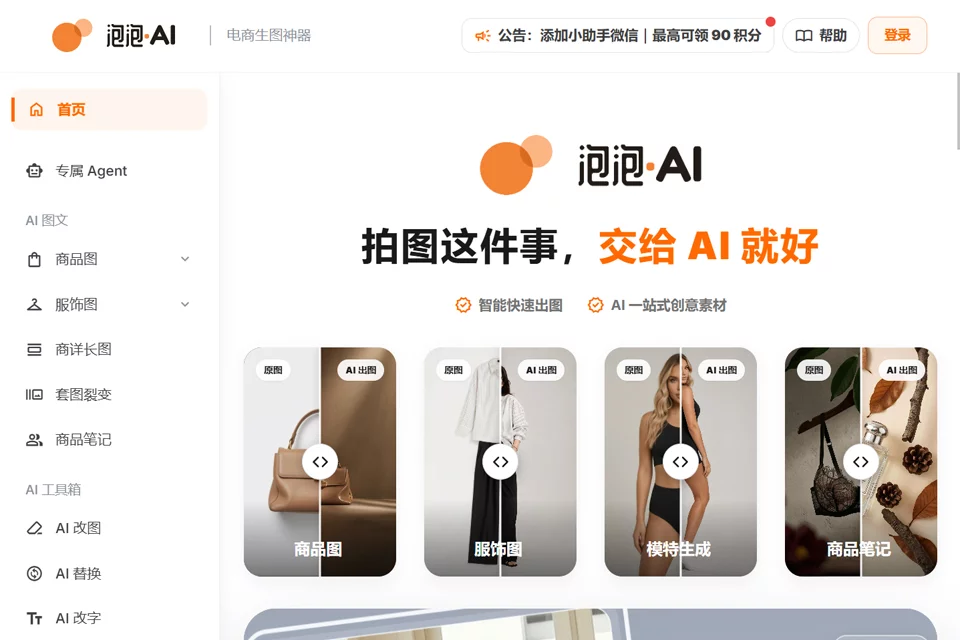 泡泡·AI
电商生图神器
公告：添加小助手微信｜最高可领 90 积分
帮助
登录
首页
专属 Agent
AI 图文
商品图
服饰图
商详长图
套图裂变
商品笔记
AI 工具箱
AI 改图
AI 替换
Tт AI 改字
泡泡·AI
拍图这件事，交给 AI 就好
智能快速出图
AI 一站式创意素材
原图
AI 出图
商品图
原图
AI 出图
服饰图
原图
AI 出图
模特生成
原图
AI 出图
商品笔记